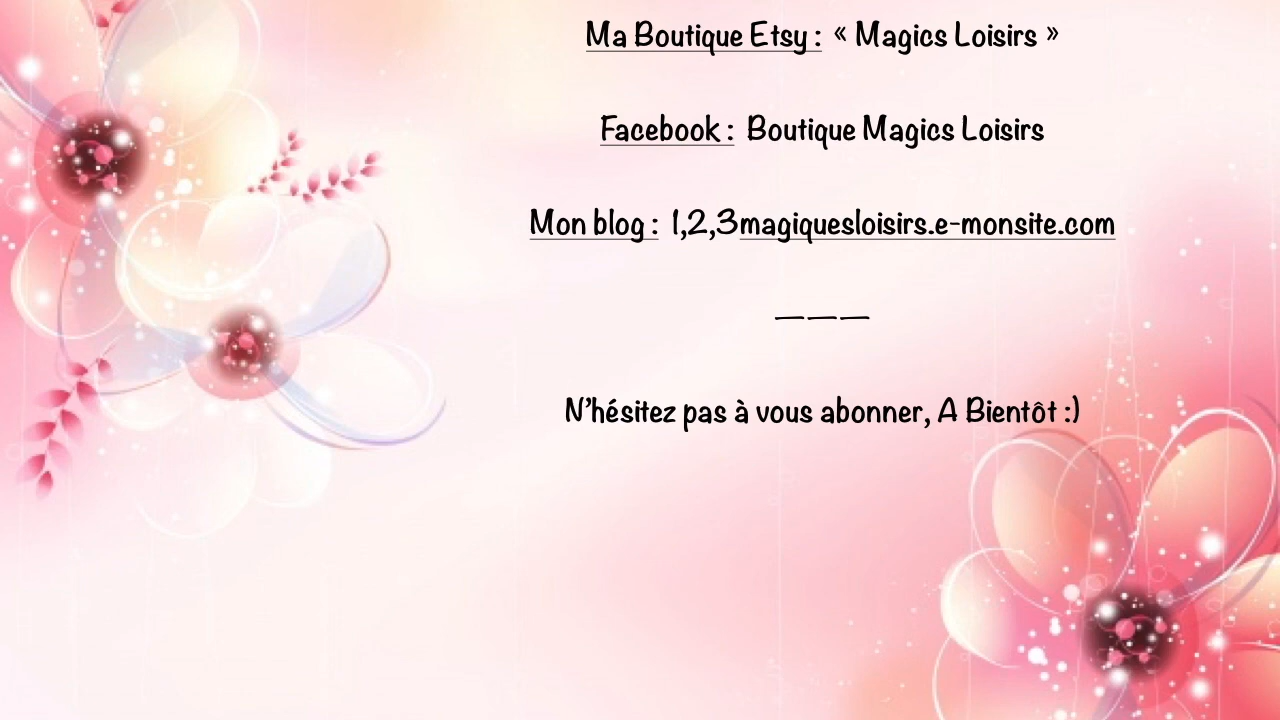 Ma Boutique Etsy : « Magics Loisirs »
Facebook : Boutique Magics Loisirs
Mon blog : 1,2,3magiquesloisirs.e-monsite.com
———
N’hésitez pas à vous abonner, A Bientôt :)